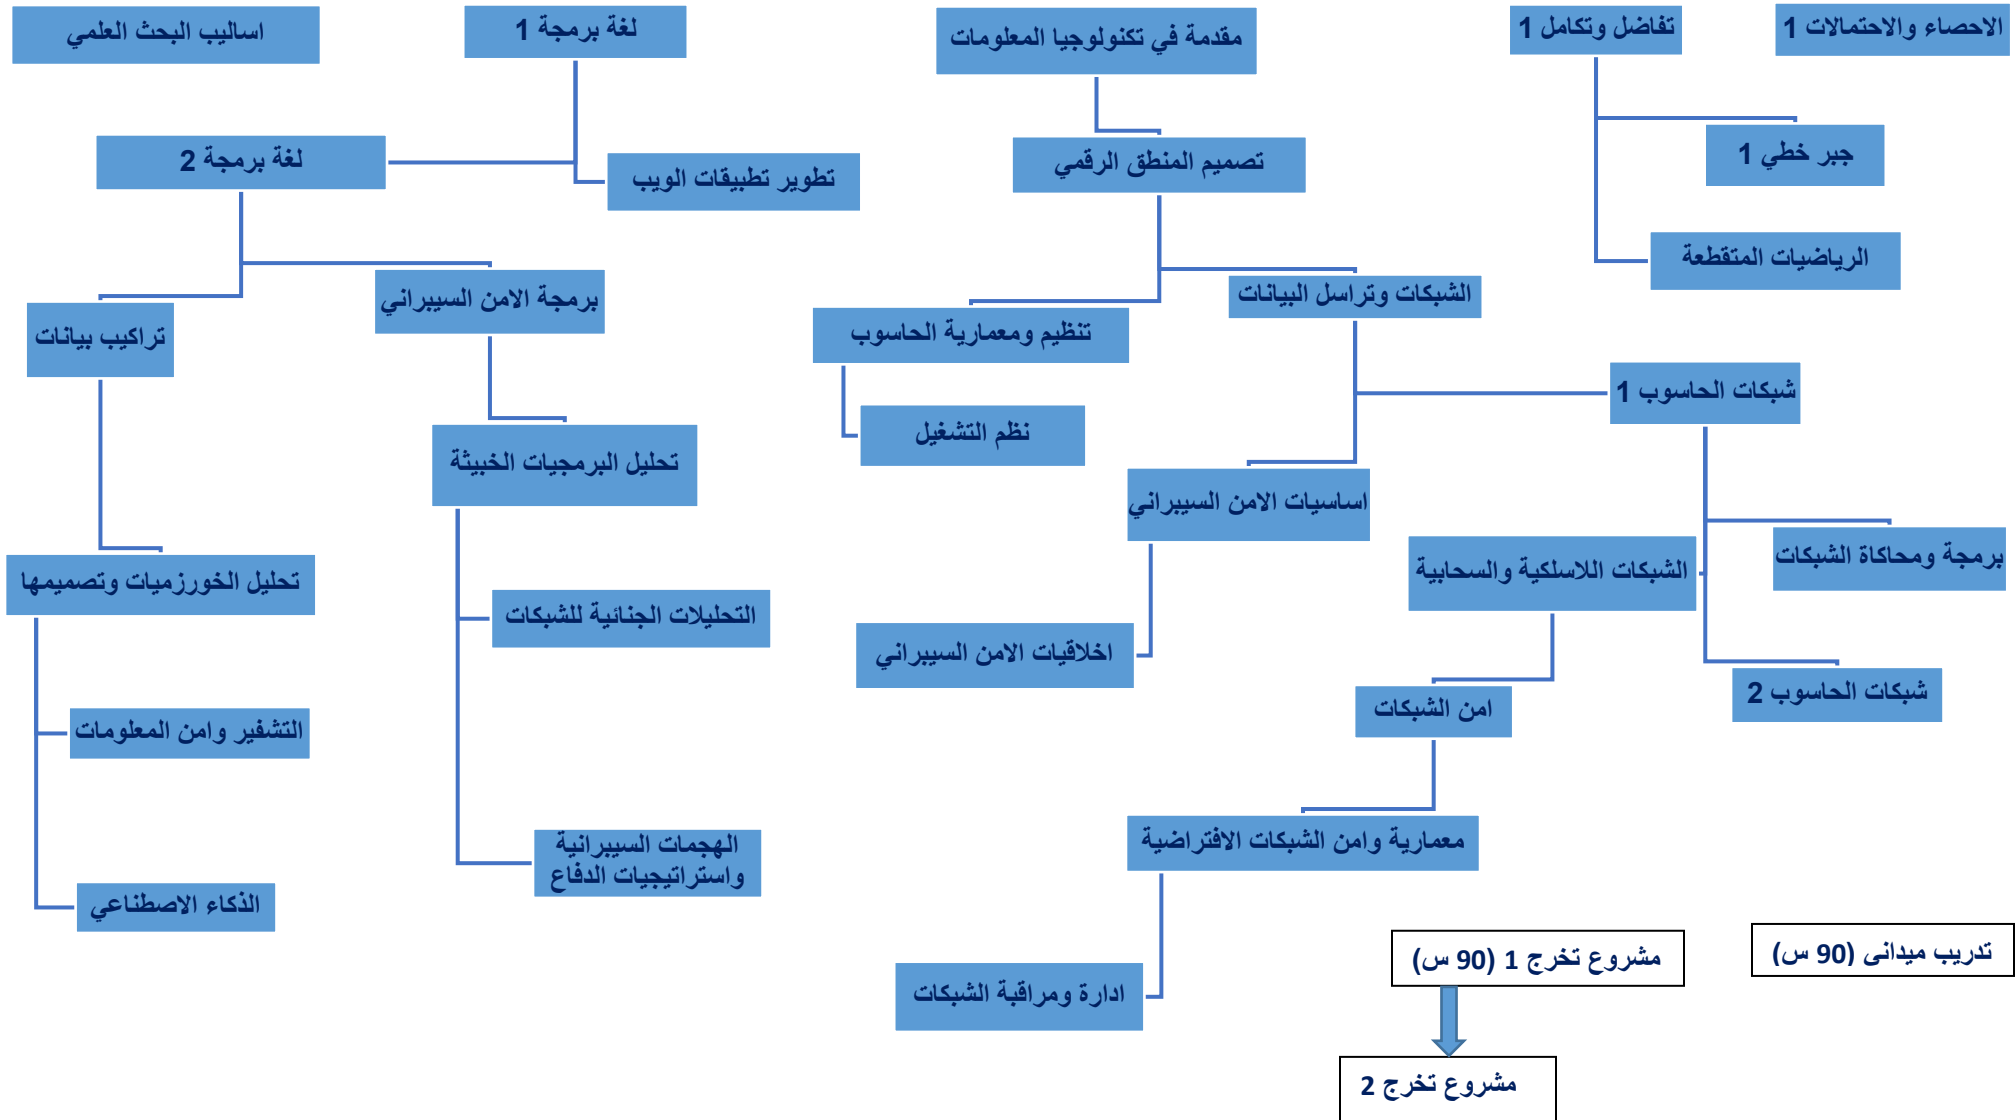 الاحصاء والاحتمالات 1
تفاضل وتكامل 1
مقدمة في تكنولوجيا المعلومات
لغة برمجة 1
اساليب البحث العلمي
جبر خطي 1
تصميم المنطق الرقمي
تطوير تطبيقات الويب
لغة برمجة 2
الرياضيات المتقطعة
الشبكات وتراسل البيانات
تنظيم ومعمارية الحاسوب
برمجة الامن السيبراني
تراكيب بيانات
شبكات الحاسوب 1
نظم التشغيل
تحليل البرمجيات الخبيثة
اساسيات الامن السيبراني
برمجة ومحاكاة الشبكات
الشبكات اللاسلكية والسحابية
تحليل الخورزميات وتصميمها
التحليلات الجنائية للشبكات
اخلاقيات الامن السيبراني
شبكات الحاسوب 2
امن الشبكات
التشفير وامن المعلومات
معمارية وامن الشبكات الافتراضية
الهجمات السيبرانية
واستراتيجيات الدفاع
الذكاء الاصطناعي
تدريب ميدانى (90 س)
مشروع تخرج 1 (90 س)
ادارة ومراقبة الشبكات
مشروع تخرج 2